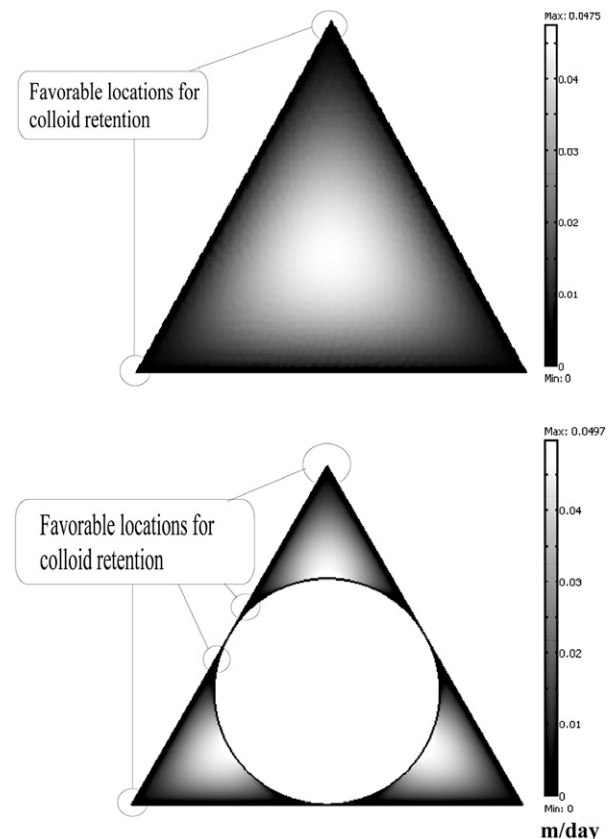 Max: 0.0475
Favorable locations for
colloid retention
0.04
0.03
0.02
0.01
0
Min: 0
Max: 0.0497
Favorable locations for
colloid retention
0.04
0.03
0.02
0.01
0
Min: 0
m/day